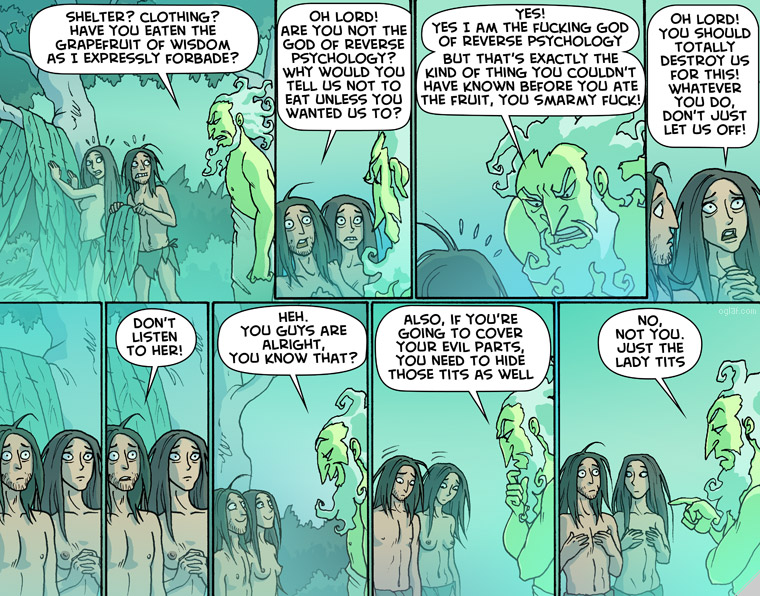 SHELTER? CLOTHING?
HAVE YOU EATEN THE
GRAPEFRUIT OF WISDOM
AS I EXPRESSLY FORBADE?
OH LORD!
ARE YOU NOT THE
GOD OF REVERSE
PSYCHOLOGY?
WHY WOULD YOU
TELL US NOT TO
EAT UNLESS YOU
WANTED US TO?
YES!
YES I AM THE FUCKING GOD
OF REVERSE PSYCHOLOGY
BUT THAT'S EXACTLY THE
KIND OF THING YOU COULDN'T
HAVE KNOWN BEFORE YOU ATE
THE FRUIT, YOU SMARMY FUCK!
OH LORD!
YOU SHOULD
TOTALLY
DESTROY US
FOR THIS!
WHATEVER
YOU DO,
DON'T JUST
LET US OFF!
DON'T
LISTEN
TO HER!
HEH.
YOU GUYS ARE
ALRIGHT,
YOU KNOW THAT?
ALSO, IF YOU'RE
GOING TO COVER
YOUR EVIL PARTS,
YOU NEED TO HIDE
THOSE TITS AS WELL
oglaf.com
NO,
NOT YOU.
JUST THE
LADY TITS